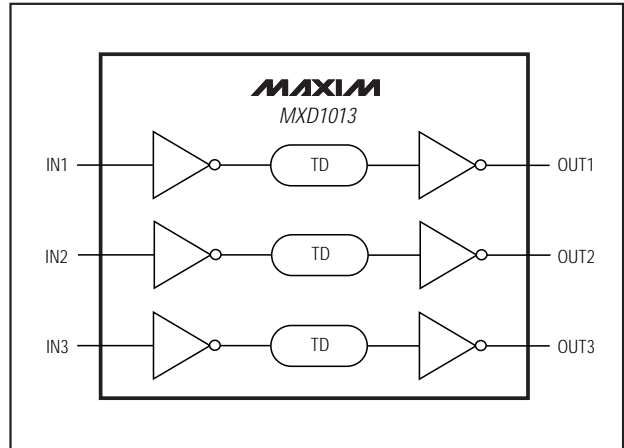 MAXIM
MXD1013
IN1 TD OUT1
IN2 TD OUT2
IN3 TD OUT3